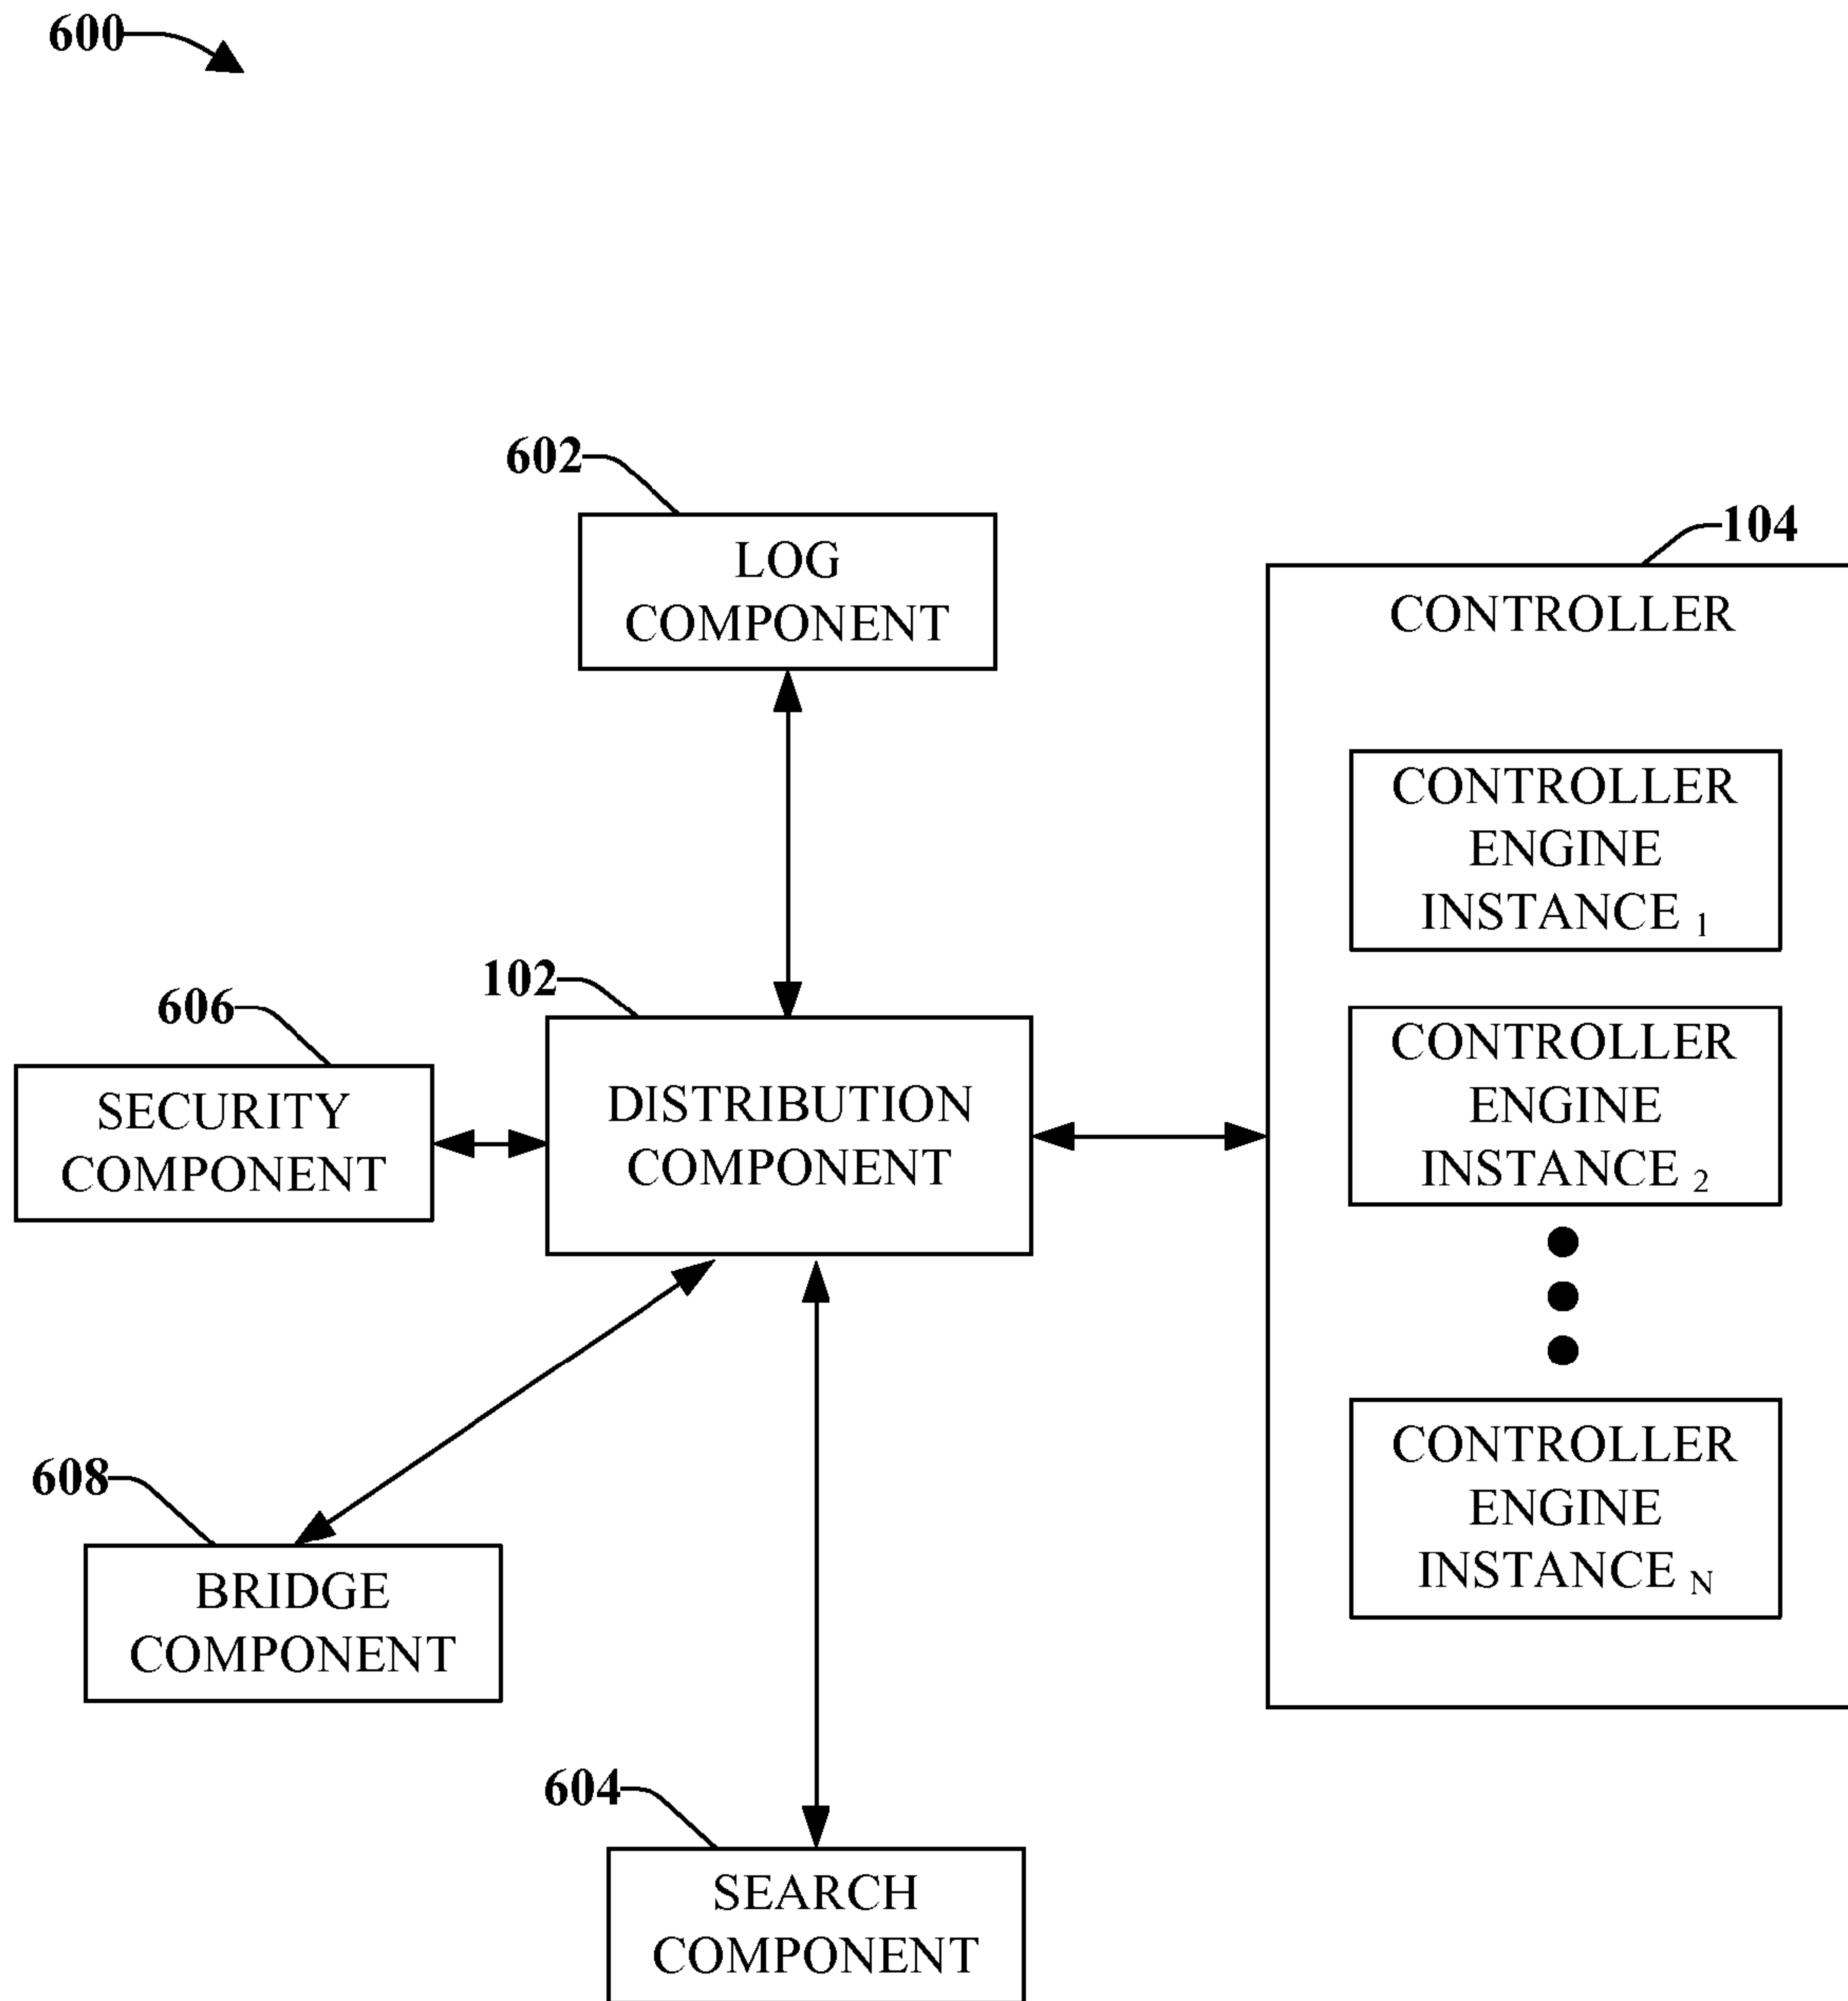 600
602
LOG
COMPONENT
104
CONTROLLER
CONTROLLER
ENGINE
INSTANCE 1
102
606
DISTRIBUTION
COMPONENT
SECURITY
COMPONENT
CONTROLLER
ENGINE
INSTANCE 2
608
BRIDGE
COMPONENT
CONTROLLER
ENGINE
INSTANCE N
604
SEARCH
COMPONENT